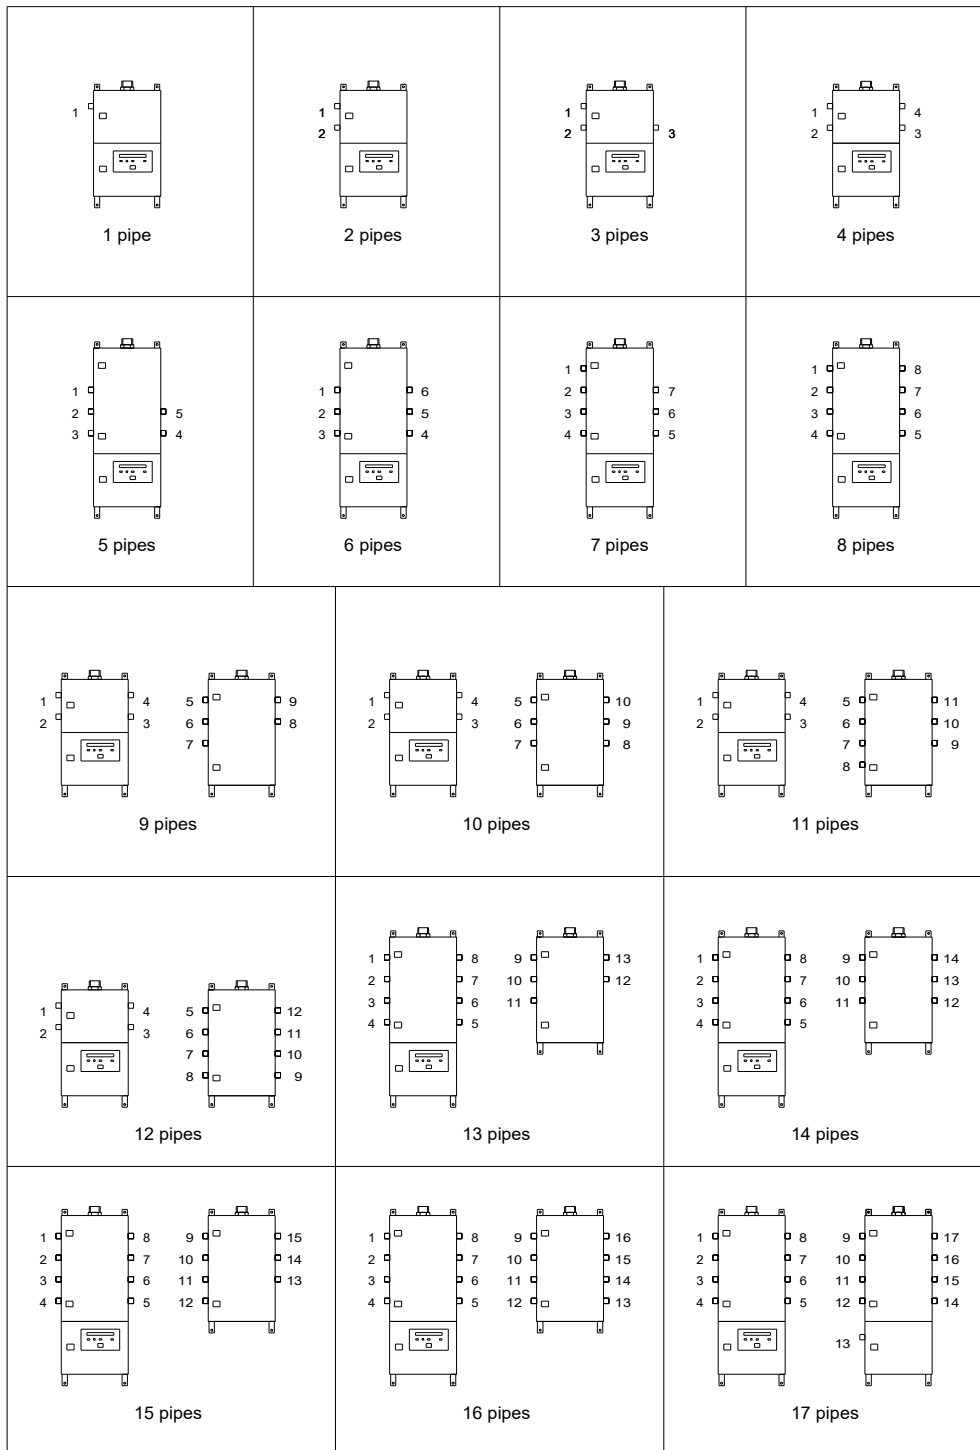 1
1 pipe
1
2
2 pipes
1
2 3
3 pipes
1 4
2 3
4 pipes
1
2 5
3 4
5 pipes
1 6
2 5
3 4
6 pipes
1
2 7
3 6
4 5
7 pipes
1 8
2 7
3 6
4 5
8 pipes
1 4 5 9
2 3 6 8
7
9 pipes
1 4 5 10
2 3 6 9
7 8
10 pipes
1 4 5 11
2 3 6 10
7 9
8
11 pipes
1 4 5 12
2 3 6 11
7 10
8 9
12 pipes
1 8 9 13
2 7 10 12
3 6 11
4 5
13 pipes
1 8 9 14
2 7 10 13
3 6 11 12
4 5
14 pipes
1 8 9 15
2 7 10 14
3 6 11 13
4 5 12
15 pipes
1 8 9 16
2 7 10 15
3 6 11 14
4 5 12 13
16 pipes
1 8 9 17
2 7 10 16
3 6 11 15
4 5 12 14
13
17 pipes